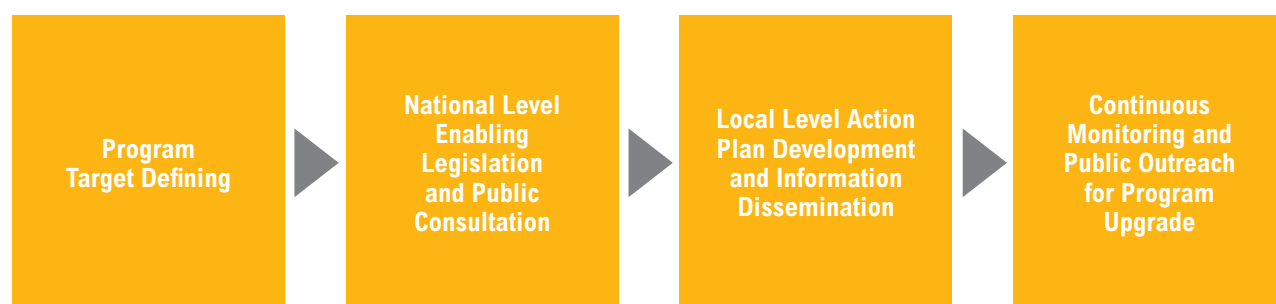 Program
Target Defining
National Level
Enabling
Legislation
and Public
Consultation
Local Level Action
Plan Development
and Information
Dissemination
Continuous
Monitoring and
Public Outreach
for Program
Upgrade